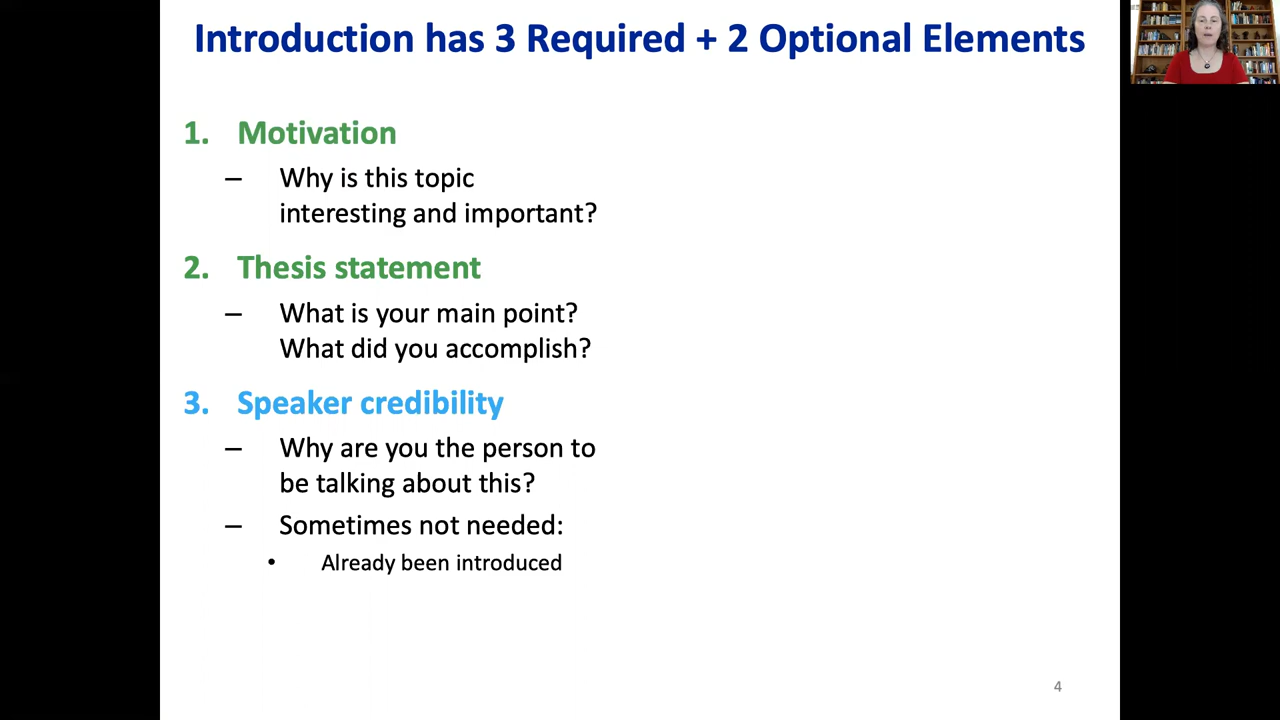 Introduction has 3 Required + 2 Optional Elements
1. Motivation
– Why is this topic
interesting and important?
2. Thesis statement
– What is your main point?
What did you accomplish?
3. Speaker credibility
– Why are you the person to
be talking about this?
– Sometimes not needed:
• Already been introduced
4